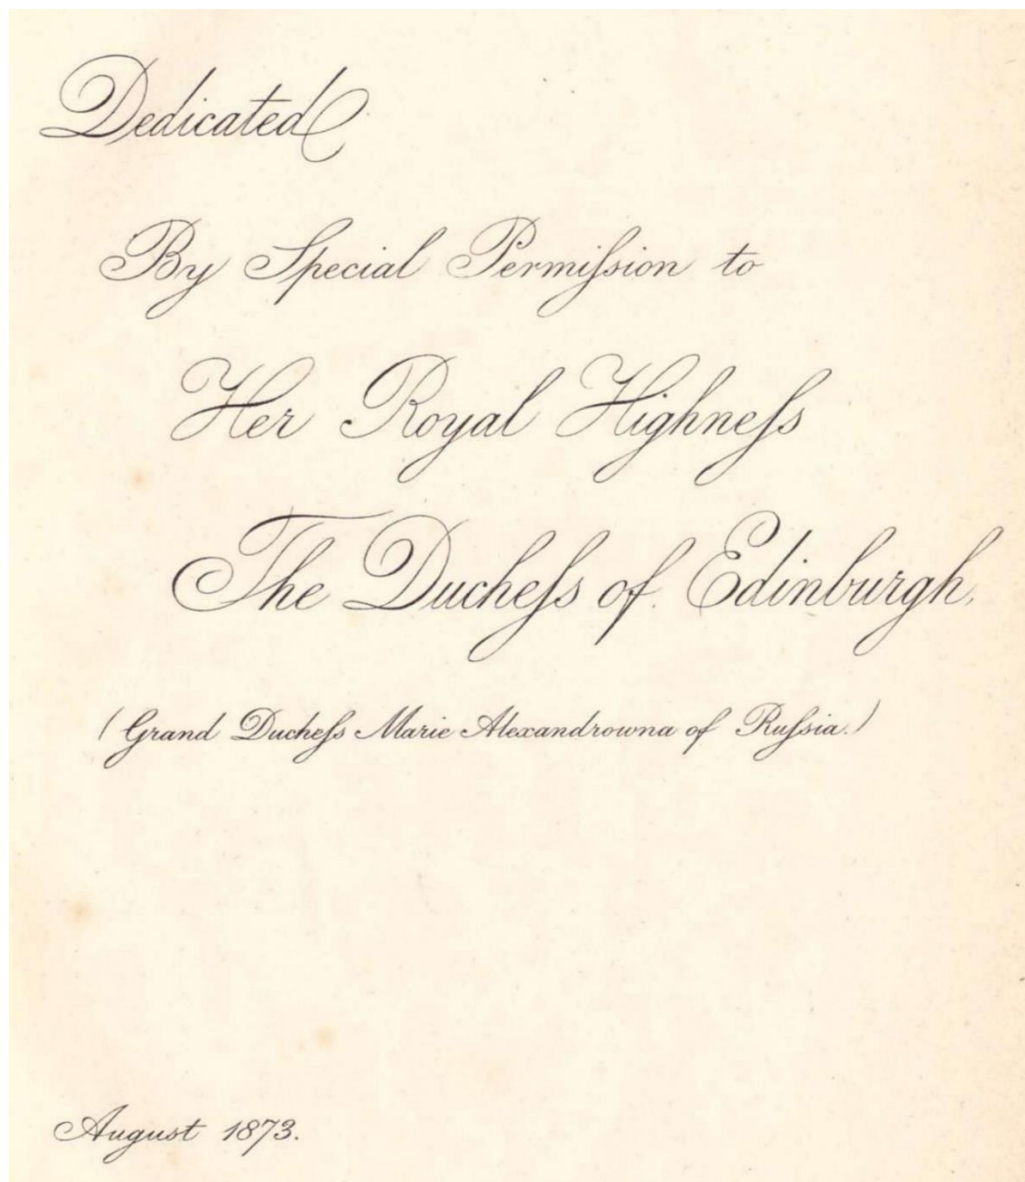 Dedicated
By Special Permiſsion to
Her Royal Highneſs
The Ducheſs of Edinburgh.
(Grand Ducheſs Marie Alexandrowna of Ruſsia.)
August 1873.